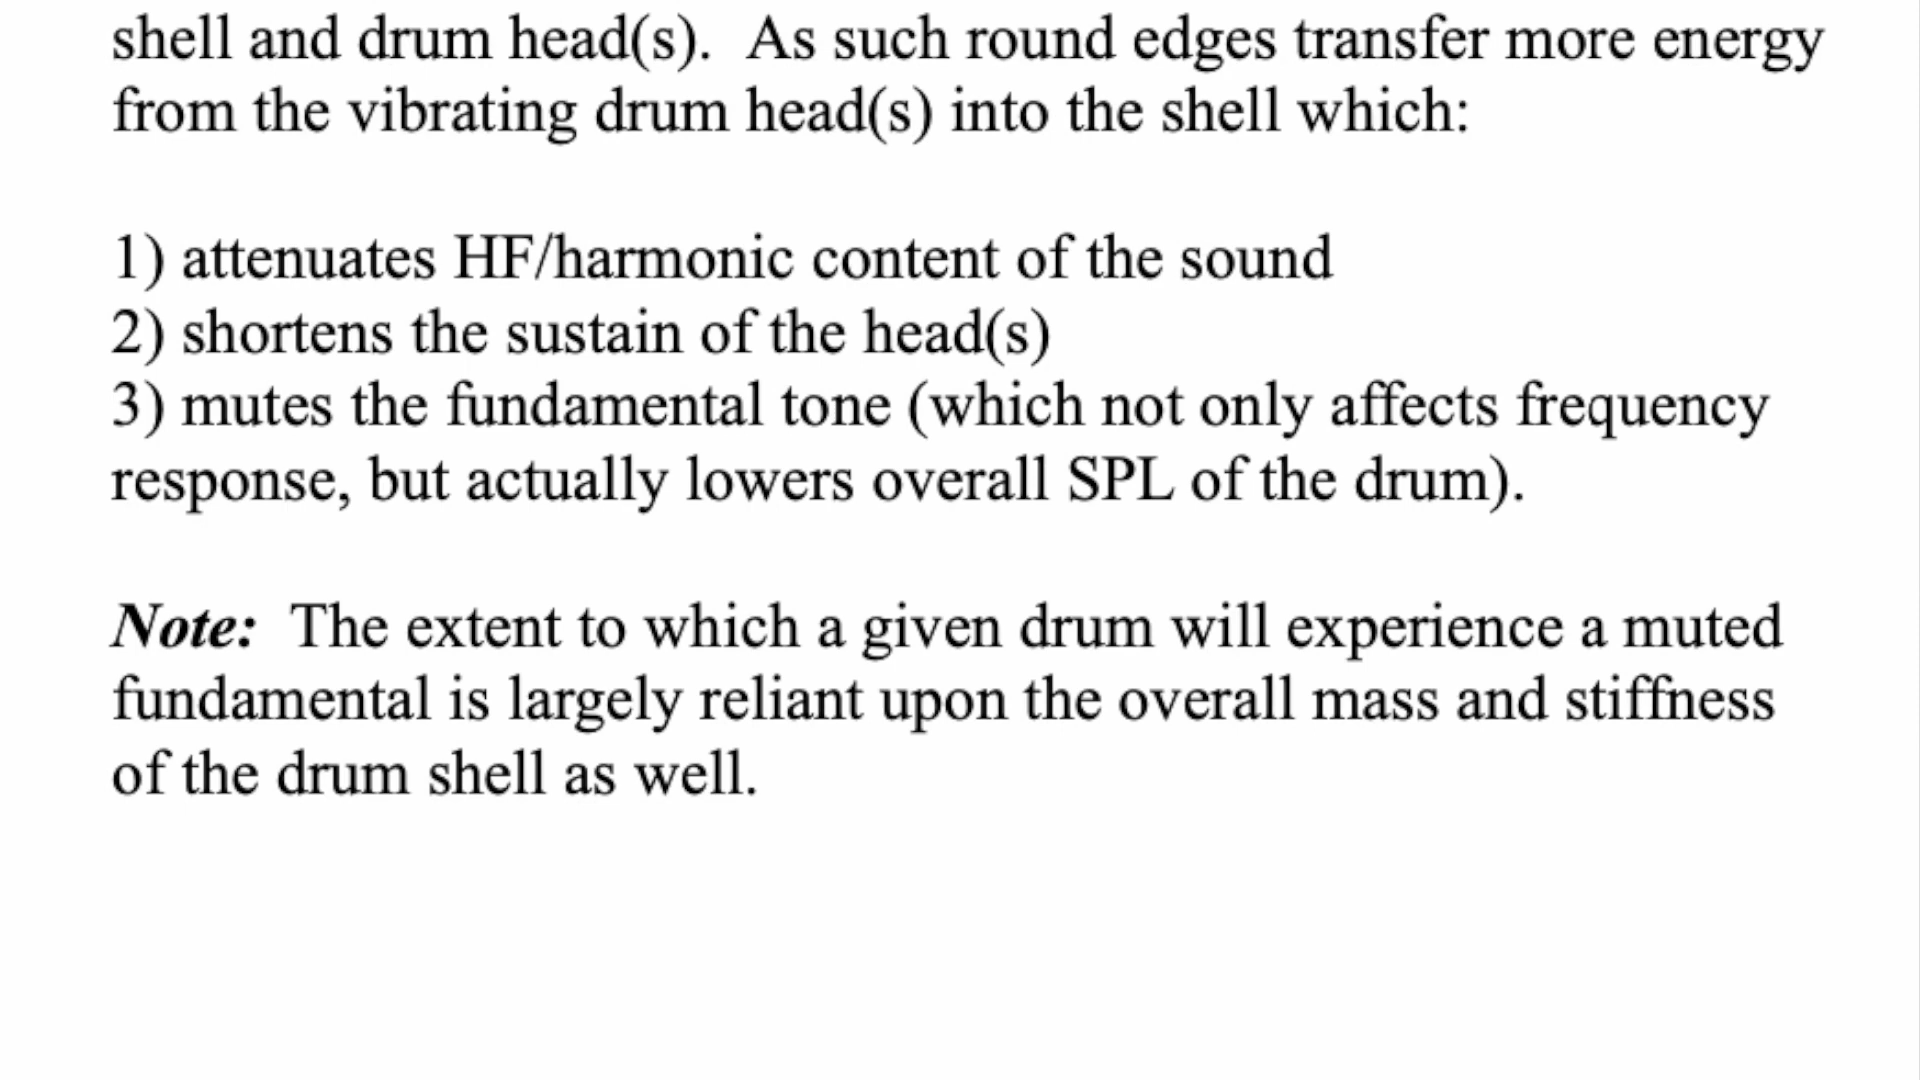 shell and drum head(s).  As such round edges transfer more energy
from the vibrating drum head(s) into the shell which:
1) attenuates HF/harmonic content of the sound
2) shortens the sustain of the head(s)
3) mutes the fundamental tone (which not only affects frequency
response, but actually lowers overall SPL of the drum).
Note:  The extent to which a given drum will experience a muted
fundamental is largely reliant upon the overall mass and stiffness
of the drum shell as well.